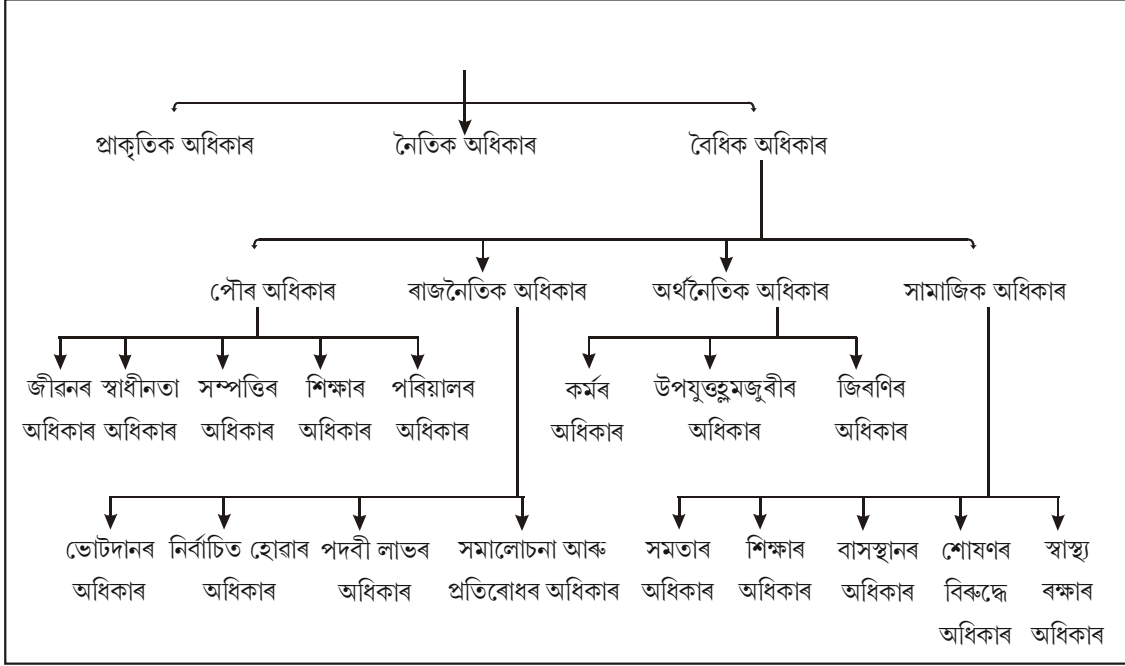 প্রাকৃতিক অধিকাৰ নৈতিক অধিকাৰ বৈধিক অধিকাৰ
পৌৰ অধিকাৰ ৰাজনৈতিক অধিকাৰ অৰ্থনৈতিক অধিকাৰ সামাজিক অধিকাৰ
জীৱনৰ স্বাধীনতা সম্পত্তিৰ শিক্ষাৰ পৰিয়ালৰ কৰ্মৰ জিৰণিৰ
অধিকাৰ অধিকাৰ অধিকাৰ অধিকাৰ অধিকাৰ অধিকাৰ অধিকাৰ অধিকাৰ
ভোটদানৰ নিৰ্বাচিত হোৱাৰ পদবী লাভৰ সমালোচনা আৰু সমতাৰ শিক্ষাৰ বাসস্থানৰ শোষণৰ স্বাস্থ্য
অধিকাৰ অধিকাৰ অধিকাৰ প্ৰতিৰোধৰ অধিকাৰ অধিকাৰ অধিকাৰ অধিকাৰ বিৰুদ্ধে ৰক্ষাৰ
অধিকাৰ অধিকাৰ